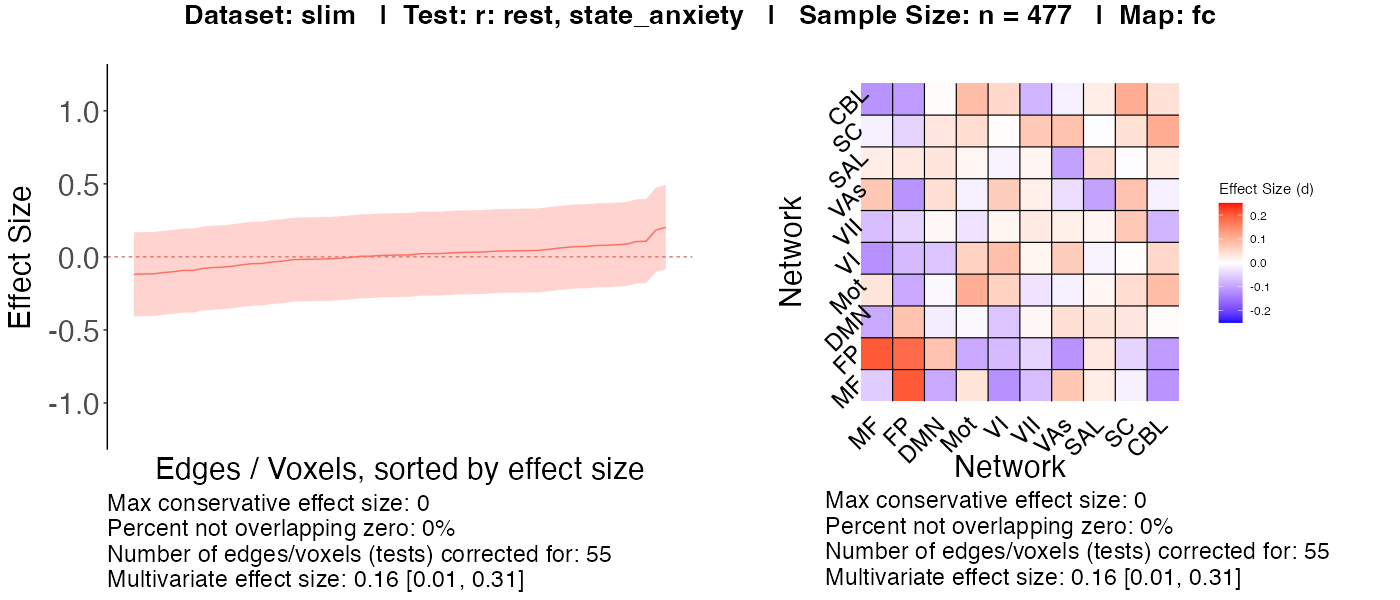 Dataset: slim | Test: r: rest, state_anxiety | Sample Size: n = 477 | Map: fc
1.0
0.5
0.0
-0.5
-1.0
Effect Size
Edges / Voxels, sorted by effect size
Max conservative effect size: 0
Percent not overlapping zero: 0%
Number of edges/voxels (tests) corrected for: 55
Multivariate effect size: 0.16 [0.01, 0.31]
Network
CBL
SC
SAL
VAs
VII
VI
Mot
DMN
FP
MF
MF FP DMN Mot VI VII VAs SAL SC CBL
Network
Effect Size (d)
0.2
0.1
0.0
-0.1
-0.2
Max conservative effect size: 0
Percent not overlapping zero: 0%
Number of edges/voxels (tests) corrected for: 55
Multivariate effect size: 0.16 [0.01, 0.31]